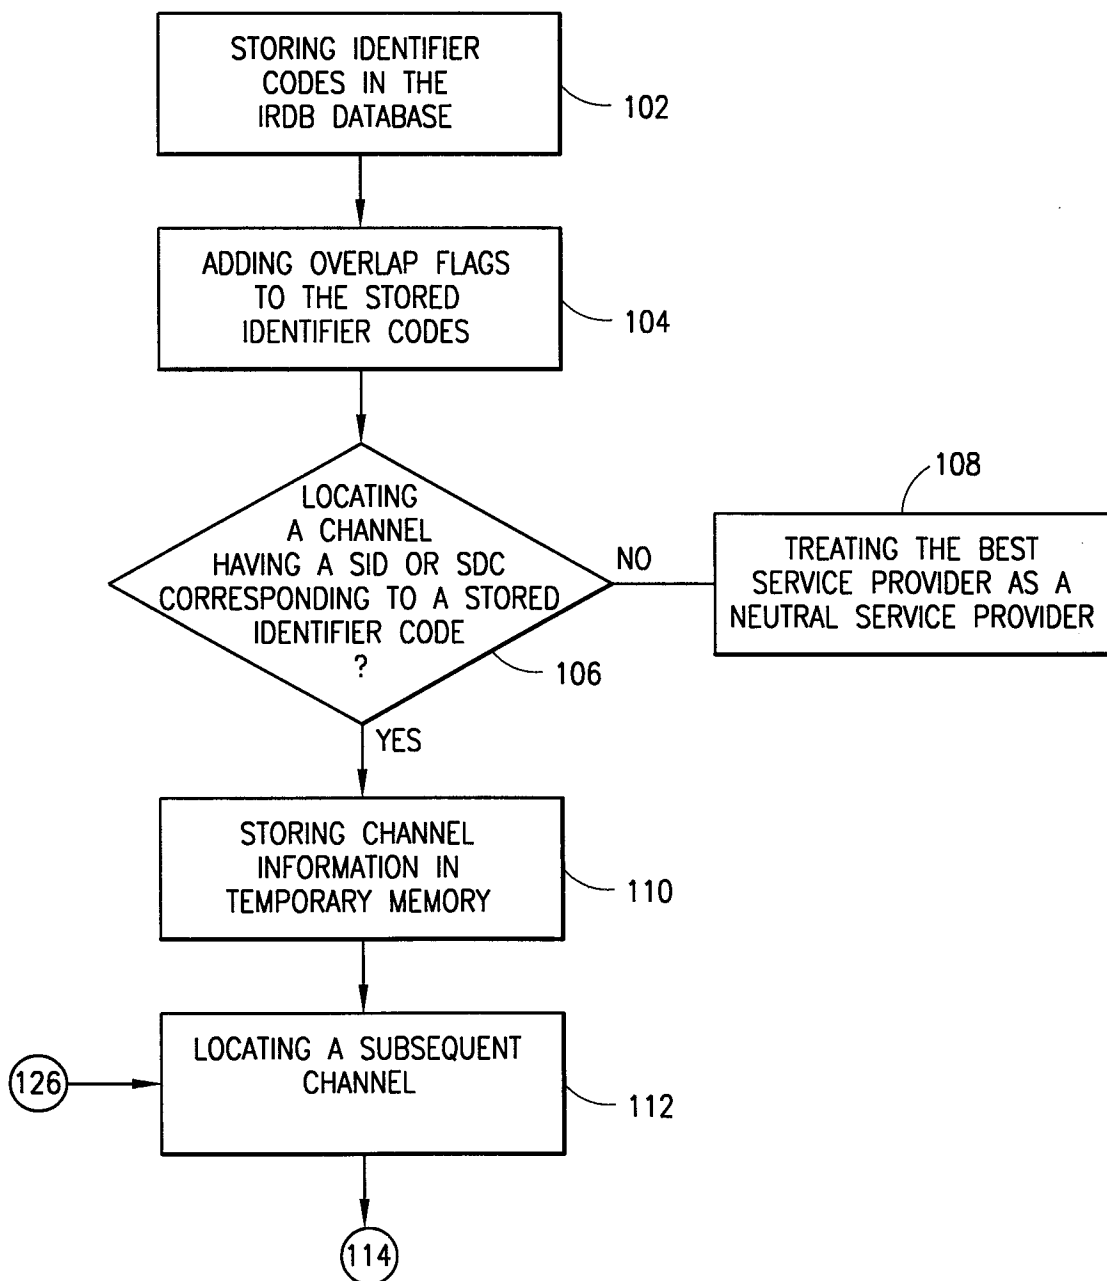 STORING IDENTIFIER
CODES IN THE
IRDB DATABASE
102
ADDING OVERLAP FLAGS
TO THE STORED
IDENTIFIER CODES
104
LOCATING
A CHANNEL
HAVING A SID OR SDC
CORRESPONDING TO A STORED
IDENTIFIER CODE
?
106
NO
108
TREATING THE BEST
SERVICE PROVIDER AS A
NEUTRAL SERVICE PROVIDER
YES
STORING CHANNEL
INFORMATION IN
TEMPORARY MEMORY
110
126
LOCATING A SUBSEQUENT
CHANNEL
112
114